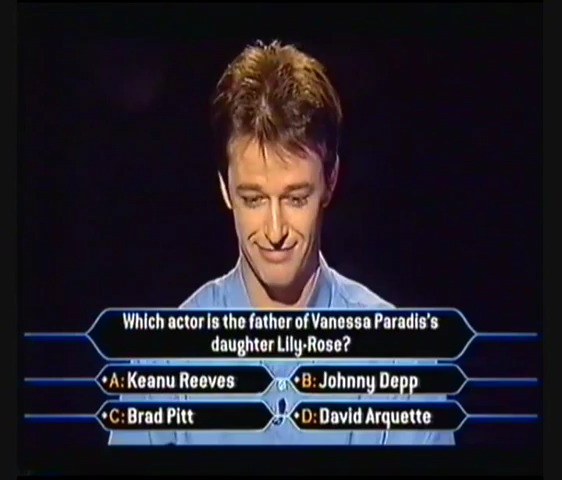 Which actor is the father of Vanessa Paradis's
daughter Lily-Rose?
A: Keanu Reeves
B: Johnny Depp
C: Brad Pitt
D: David Arquette